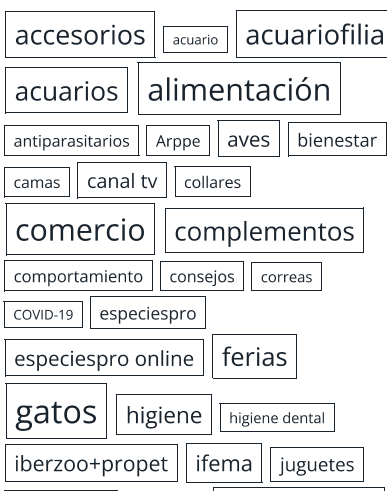 accesorios acuario acuariofilia
acuarios alimentación
antiparasitarios Arppe aves bienestar
camas canal tv collares
comercio complementos
comportamiento consejos correas
COVID-19 especiespro
especiespro online ferias
gatos higiene higiene dental
iberzoo+propet ifema juguetes